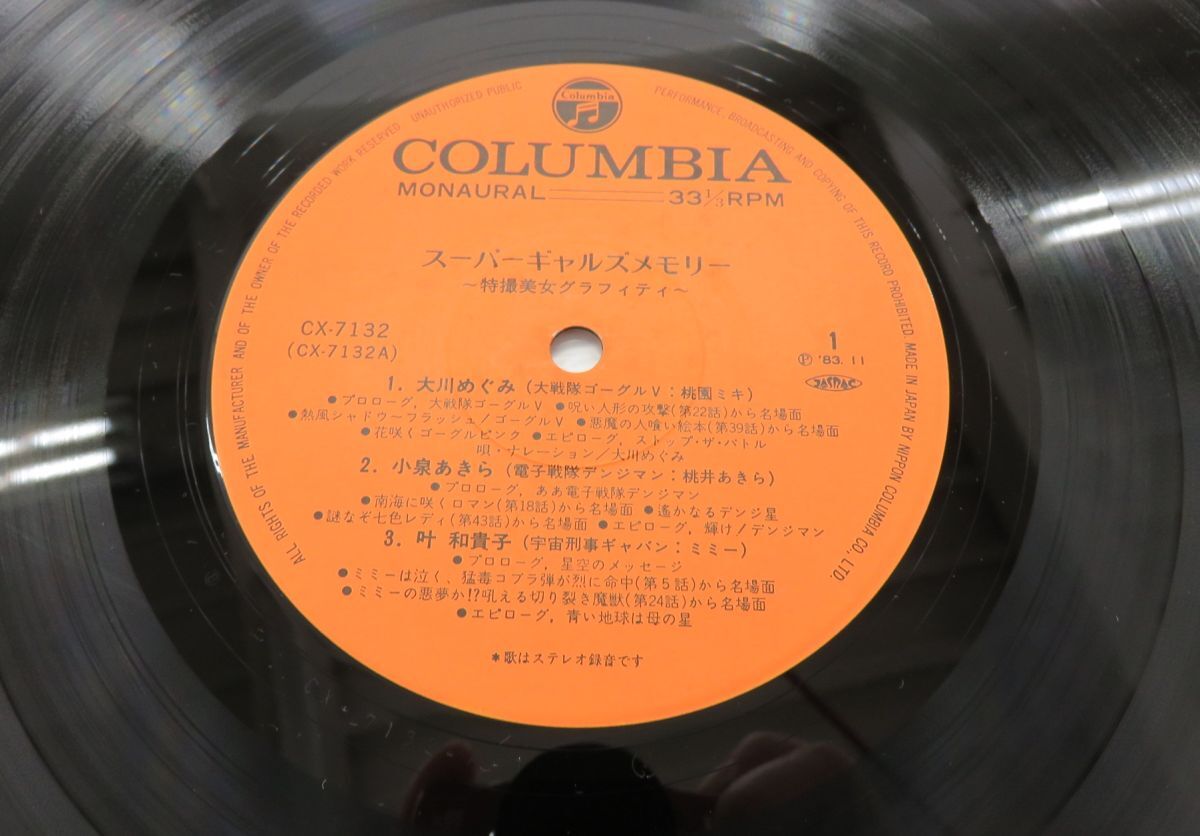 Columbia
COLUMBIA
MONAURAL 33 1/3 RPM
スーパーギャルズメモリー
〜特撮美女グラフィティ〜
CX-7132
(CX-7132A)
1
Ⓟ '83.11
JASRAC
1. 大川めぐみ (大戦隊ゴーグルV:桃園ミキ)
●プロローグ, 大戦隊ゴーグルV ●呪い人形の攻撃(第22話)から名場面
●熱風シャドウ〜フラッシュ/ゴーグルV ●悪魔の人喰い絵本(第39話)から名場面
●花咲くゴーグルピンク ●エピローグ, ストップ・ザ・バトル
唄・ナレーション/大川めぐみ
2. 小泉あきら (電子戦隊デンジマン:桃井あきら)
●プロローグ, ああ電子戦隊デンジマン
●南海に咲くロマン(第18話)から名場面 ●遙かなるデンジ星
●謎なぞ七色レディ(第43話)から名場面 ●エピローグ, 輝け!デンジマン
3. 叶 和貴子 (宇宙刑事ギャバン:ミミー)
●プロローグ, 星空のメッセージ
●ミミーは泣く、猛毒コブラ弾が烈に命中(第5話)から名場面
●ミミーの悪夢か!?吼える切り裂き魔獣(第24話)から名場面
●エピローグ, 青い地球は母の星
*歌はステレオ録音です
ALL RIGHTS OF THE MANUFACTURER AND OF THE OWNER OF THE RECORDED WORK RESERVED UNAUTHORIZED PUBLIC PERFORMANCE, BROADCASTING AND COPYING OF THIS RECORD PROHIBITED. MADE IN JAPAN BY NIPPON COLUMBIA CO., LTD.